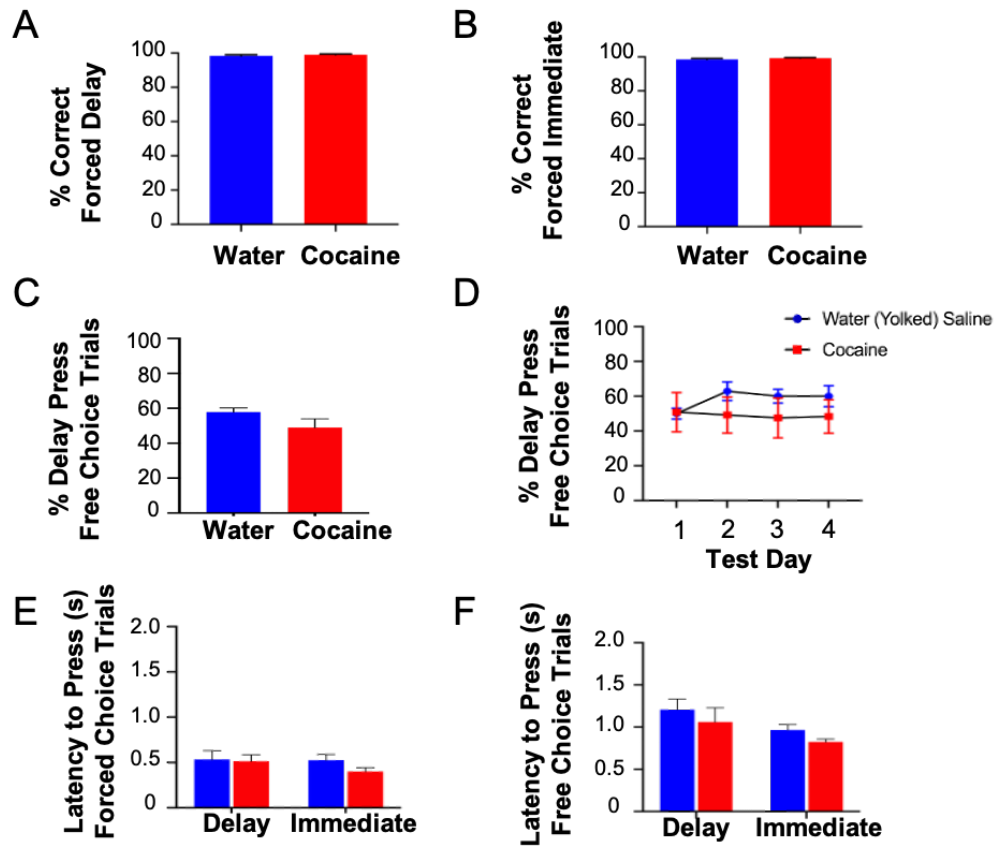 A
% Correct
Forced Delay
100
80
60
40
20
0
Water Cocaine
B
% Correct
Forced Immediate
100
80
60
40
20
0
Water Cocaine
C
% Delay Press
Free Choice Trials
100
80
60
40
20
0
Water Cocaine
D
% Delay Press
Free Choice Trials
100
80
60
40
20
0
1 2 3 4
Test Day
Water (Yolked) Saline
Cocaine
E
Latency to Press (s)
Forced Choice Trials
2.0
1.5
1.0
0.5
0
Delay Immediate
F
Latency to Press (s)
Free Choice Trials
2.0
1.5
1.0
0.5
0
Delay Immediate